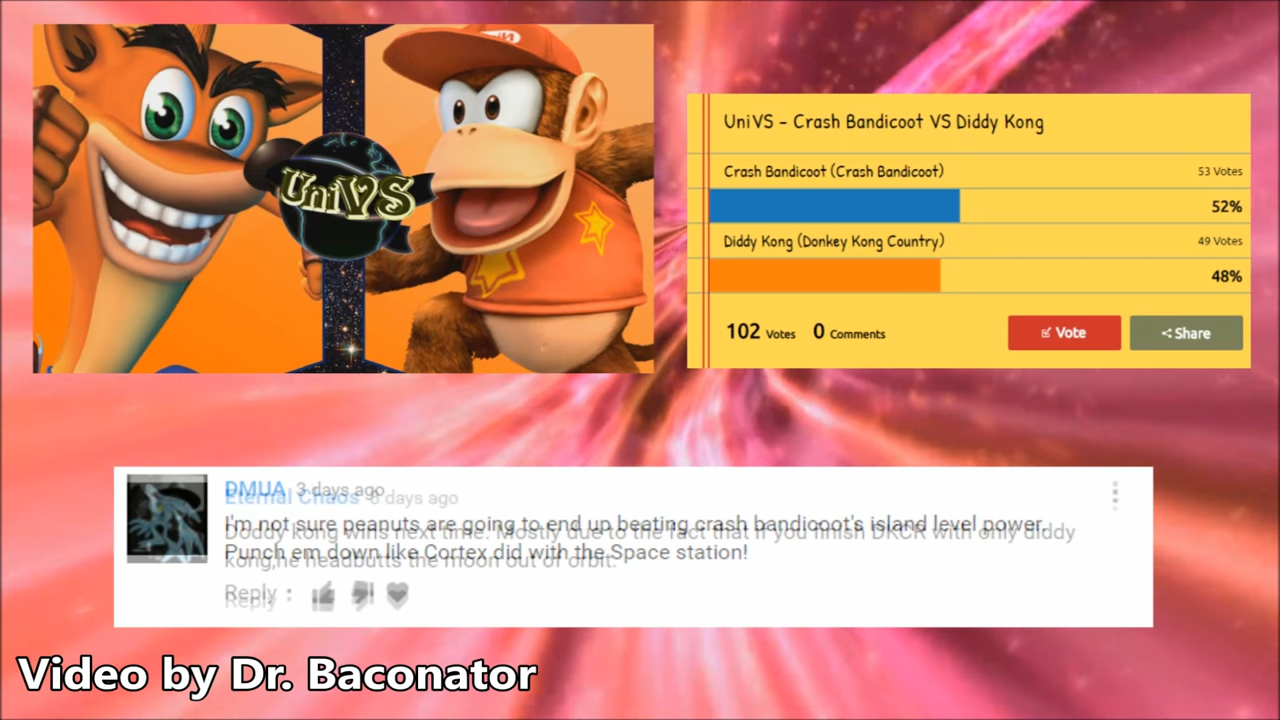 UniVS
UniVS - Crash Bandicoot VS Diddy Kong
Crash Bandicoot (Crash Bandicoot) 53 Votes
52%
Diddy Kong (Donkey Kong Country) 49 Votes
48%
102 Votes 0 Comments Vote Share
DMUA 3 days ago
Eternal Chaos days ago
I'm not sure peanuts are going to end up beating crash bandicoot's island level power.
Doddy kong wins next time. Mostly due to the fact that if you finish DKCR with only diddy
Punch em down like Cortex did with the Space station!
kong,he headbutts the moon out of orbit.
Reply
Reply
Video by Dr. Baconator